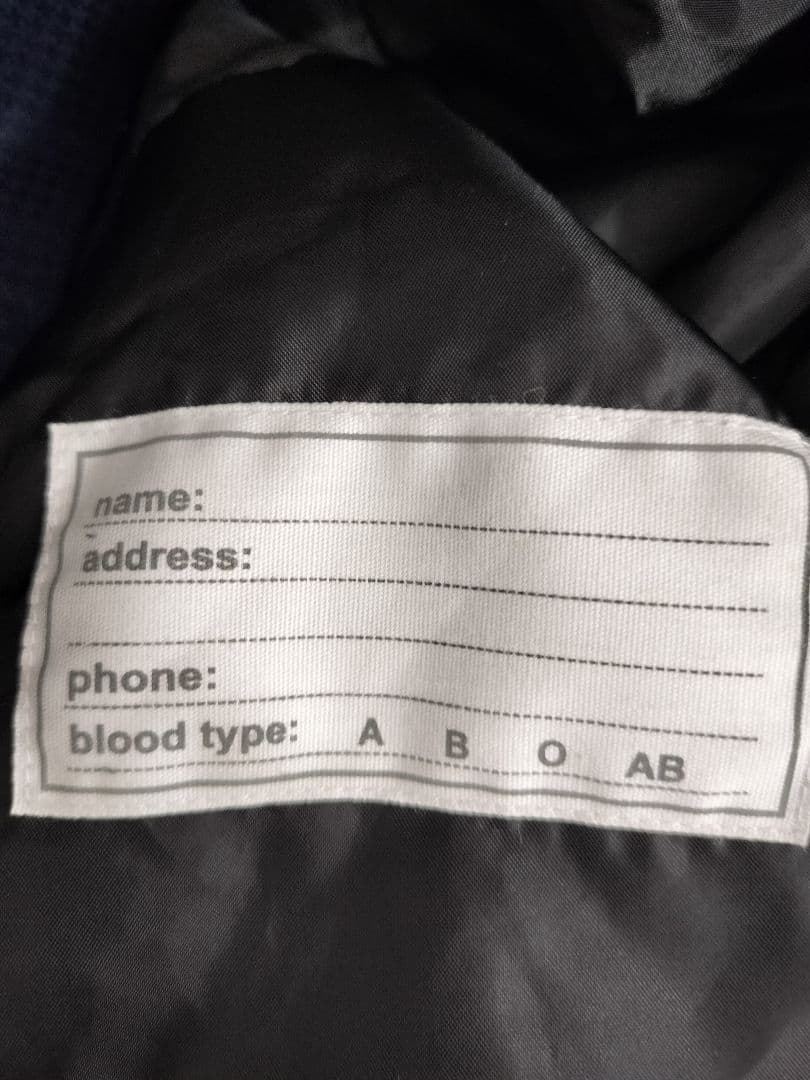 name:
address:
phone:
blood type: A B O AB